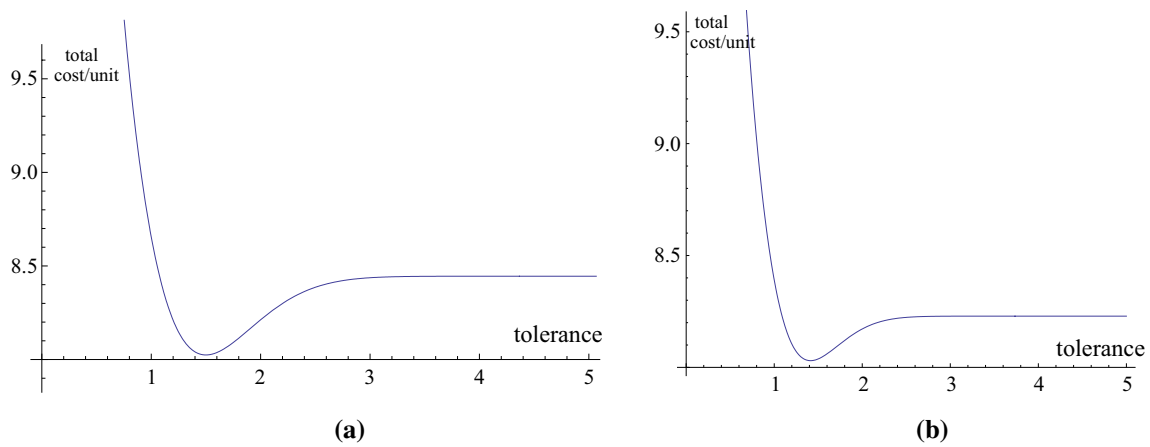 total
cost/unit
9.5
9.0
8.5
tolerance
1 2 3 4 5
(a)
total
cost/unit
9.5
9.0
8.5
tolerance
1 2 3 4 5
(b)